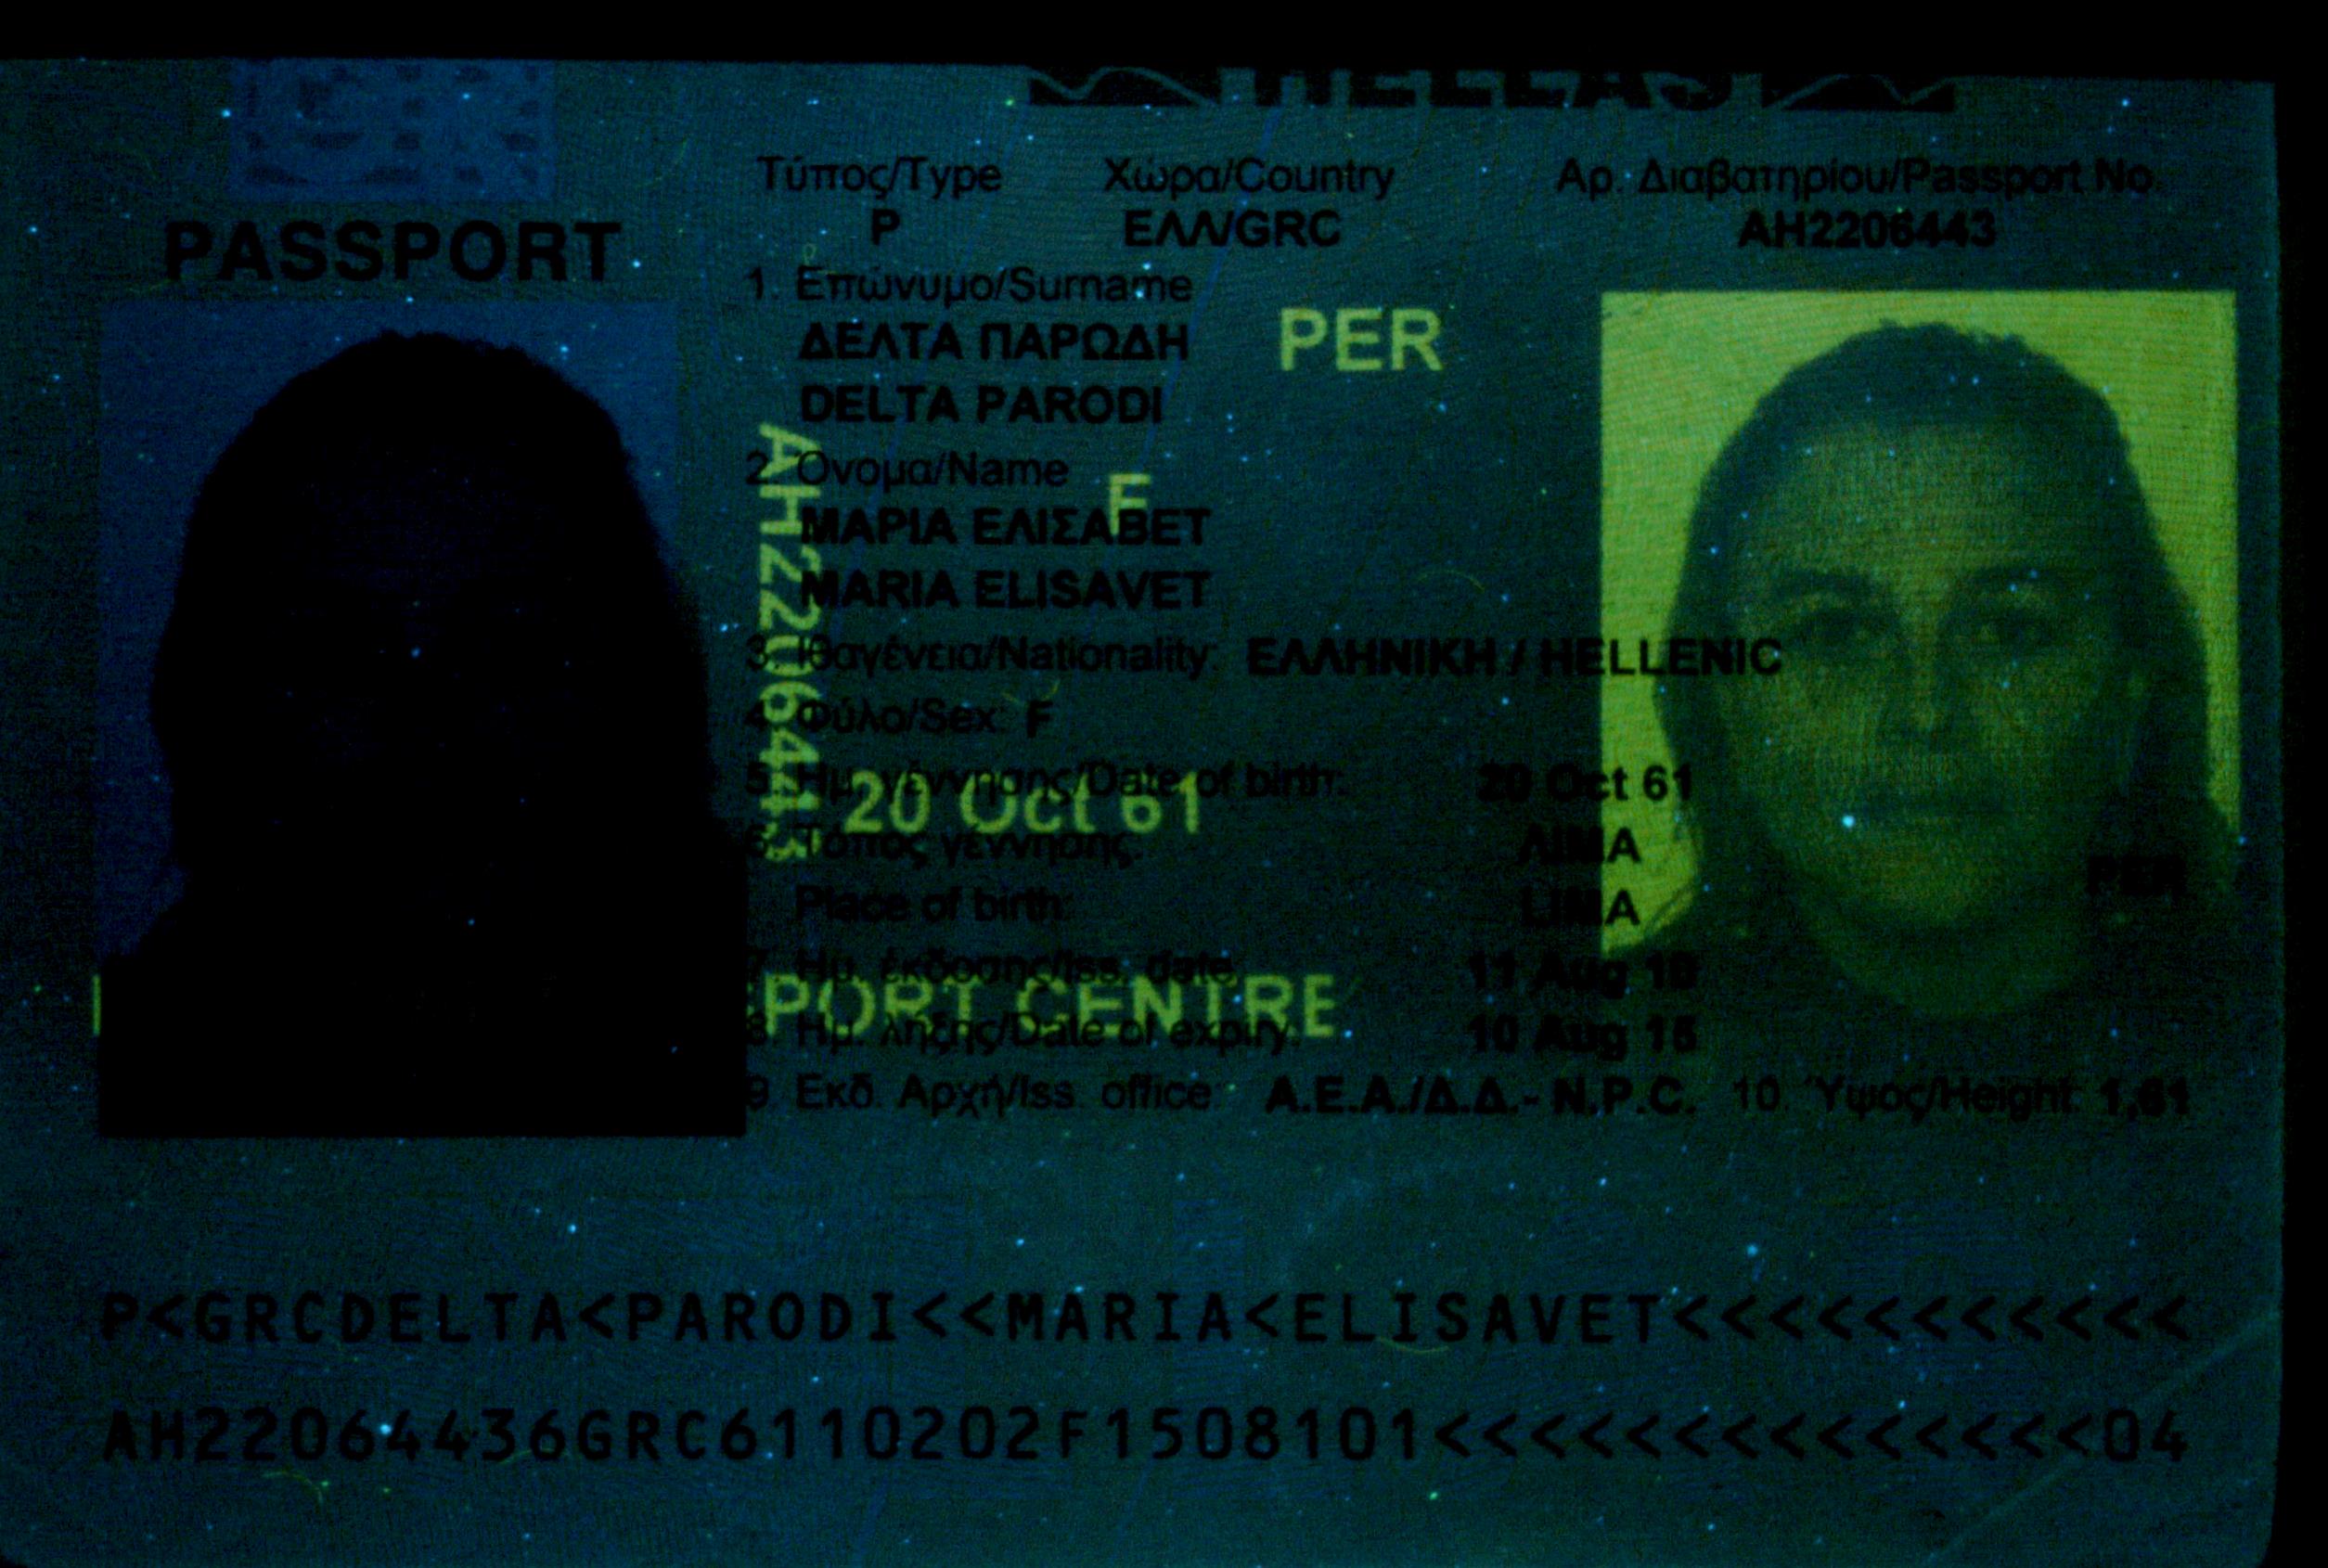 HELLAS
PASSPORT
Τύπος/Type Χώρα/Country Αρ. Διαβατηρίου/Passport No.
P ΕΛΛ/GRC AH2206443
1. Επώνυμο/Surname
ΔΕΛΤΑ ΠΑΡΩΔΗ PER
DELTA PARODI
2. Όνομα/Name F
ΜΑΡΙΑ ΕΛΙΣΑΒΕΤ
MARIA ELISAVET
AH2206443
3. Ιθαγένεια/Nationality: ΕΛΛΗΝΙΚΗ / HELLENIC
4. Φύλο/Sex: F
5. Ημ. γέννησης/Date of birth: 20 Oct 61
20 Oct 61
6. Τόπος γέννησης: ΛΙΜΑ
PER
Place of birth: LIMA
7. Ημ. έκδοσης/Iss. date 11 Aug 10
PORT CENTRE
8. Ημ. λήξης/Date of expiry: 10 Aug 15
9. Εκδ. Αρχή/Iss. office: Α.Ε.Α./Δ.Δ.- N.P.C. 10. Ύψος/Height: 1,61
P<GRCDELTA<PARODI<<MARIA<ELISAVET<<<<<<<<<<<
AH22064436GRC6110202F1508101<<<<<<<<<<<<<<04